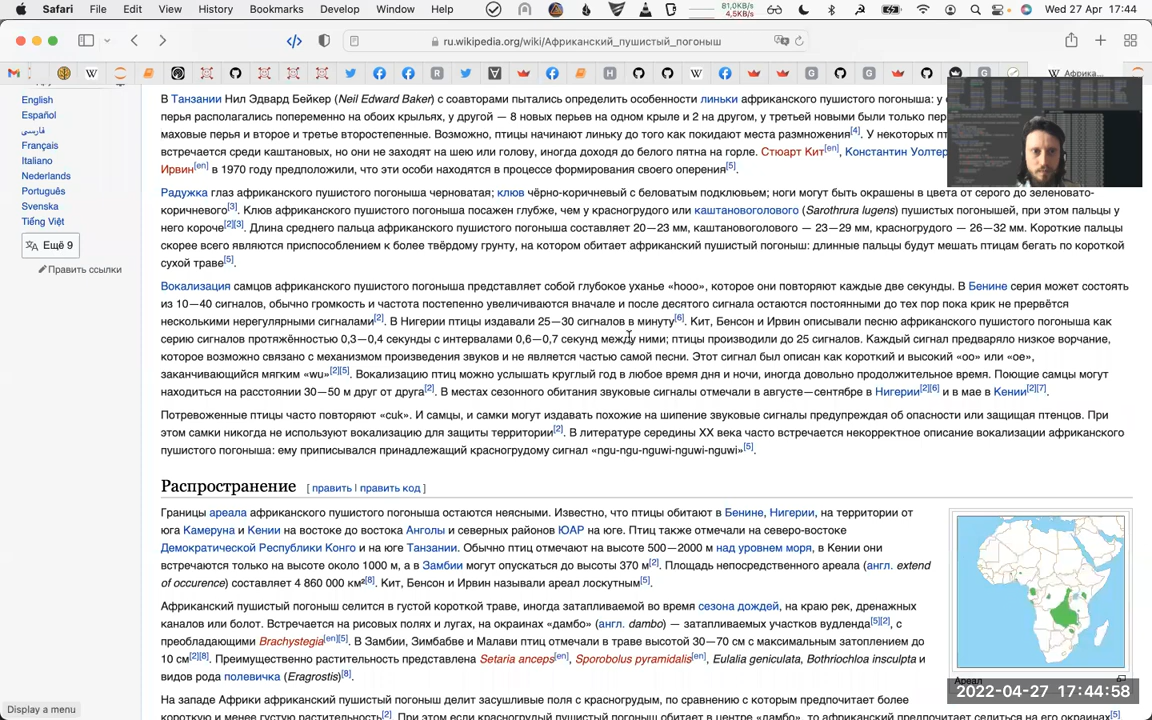 Safari File Edit View History Bookmarks Develop Window Help 81,0KB/s 4,5KB/s Wed 27 Apr 17:44
ru.wikipedia.org/wiki/Африканский_пушистый_погоныш
Африка...
English
Español
فارسی
Français
Italiano
Nederlands
Português
Svenska
Tiếng Việt
Ещё 9
Править ссылки
В Танзании Нил Эдвард Бейкер (Neil Edward Baker) с соавторами пытались определить особенности линьки африканского пушистого погоныша: у
перья располагались попеременно на обоих крыльях, у другой — 8 новых перьев на одном крыле и 2 на другом, у третьей новыми были только
маховые перья и второе и третье второстепенные. Возможно, птицы начинают линьку до того как покидают места размножения[4]. У некоторых
встречается среди каштановых, но они не заходят на шею или голову, иногда доходя до белого пятна на горле. Стюарт Кит[en], Константин
Ирвин[en] в 1970 году предположили, что эти особи находятся в процессе формирования своего оперения[5].
Радужка глаз африканского пушистого погоныша черноватая; клюв чёрно-коричневый с беловатым подклювьем; ноги могут быть окрашены в цвета от серого до зеленовато-
коричневого[3]. Клюв африканского пушистого погоныша посажен глубже, чем у красногрудого или каштановоголового (Sarothrura lugens) пушистых погонышей, при этом пальцы у
него короче[2][3]. Длина среднего пальца африканского пушистого погоныша составляет 20—23 мм, каштановоголового — 23—29 мм, красногрудого — 26—32 мм. Короткие пальцы
скорее всего являются приспособлением к более твёрдому грунту, на котором обитает африканский пушистый погоныш: длинные пальцы будут мешать птицам бегать по короткой
сухой траве[5].
Вокализация самцов африканского пушистого погоныша представляет собой глубокое уханье «hooo», которое они повторяют каждые две секунды. В Бенине серия может состоять
из 10—40 сигналов, обычно громкость и частота постепенно увеличиваются вначале и после десятого сигнала остаются постоянными до тех пор пока крик не прервётся
несколькими нерегулярными сигналами[2]. В Нигерии птицы издавали 25—30 сигналов в минуту[6]. Кит, Бенсон и Ирвин описывали песню африканского пушистого погоныша как
серию сигналов протяжённостью 0,3—0,4 секунды с интервалами 0,6—0,7 секунд между ними; птицы производили до 25 сигналов. Каждый сигнал предваряло низкое ворчание,
которое возможно связано с механизмом произведения звуков и не является частью самой песни. Этот сигнал был описан как короткий и высокий «oo» или «oe»,
заканчивающийся мягким «wu»[2][5]. Вокализацию птиц можно услышать круглый год в любое время дня и ночи, иногда довольно продолжительное время. Поющие самцы могут
находиться на расстоянии 30—50 м друг от друга[2]. В местах сезонного обитания звуковые сигналы отмечали в августе—сентябре в Нигерии[2][6] и в мае в Кении[2][7].
Потревоженные птицы часто повторяют «cuk». И самцы, и самки могут издавать похожие на шипение звуковые сигналы предупреждая об опасности или защищая птенцов. При
этом самки никогда не используют вокализацию для защиты территории[2]. В литературе середины XX века часто встречается некорректное описание вокализации африканского
пушистого погоныша: ему приписывался принадлежащий красногрудому сигнал «ngu-ngu-nguwi-nguwi-nguwi»[5].
Распространение [ править | править код ]
Границы ареала африканского пушистого погоныша остаются неясными. Известно, что птицы обитают в Бенине, Нигерии, на территории от
юга Камеруна и Кении на востоке до востока Анголы и северных районов ЮАР на юге. Птиц также отмечали на северо-востоке
Демократической Республики Конго и на юге Танзании. Обычно птиц отмечают на высоте 500—2000 м над уровнем моря, в Кении они
встречаются только на высоте около 1000 м, а в Замбии могут опускаться до высоты 370 м[2]. Площадь непосредственного ареала (англ. extend
of occurence) составляет 4 860 000 км²[8]. Кит, Бенсон и Ирвин называли ареал лоскутным[5].
Африканский пушистый погоныш селится в густой короткой траве, иногда затапливаемой во время сезона дождей, на краю рек, дренажных
каналов или болот. Встречается на рисовых полях и лугах, на окраинах «дамбо» (англ. dambo) — затапливаемых участков вудленда[5][2], с
преобладающими Brachystegia[en][5]. В Замбии, Зимбабве и Малави птиц отмечали в траве высотой 30—70 см с максимальным затоплением до
10 см[2][8]. Преимущественно растительность представлена Setaria anceps[en], Sporobolus pyramidalis[en], Eulalia geniculata, Bothriochloa insculpta и
видов рода полевичка (Eragrostis)[8].
На западе Африки африканский пушистый погоныш делит засушливые поля с красногрудым, по сравнению с которым предпочитает более
короткую и менее густую растительность[2]. При этом если красногрудый погоныш обитает в центре «дамбо», то африканский предпочитает селиться на его окраинах[5]
Ареал
2022-04-27 17:44:58
Display a menu